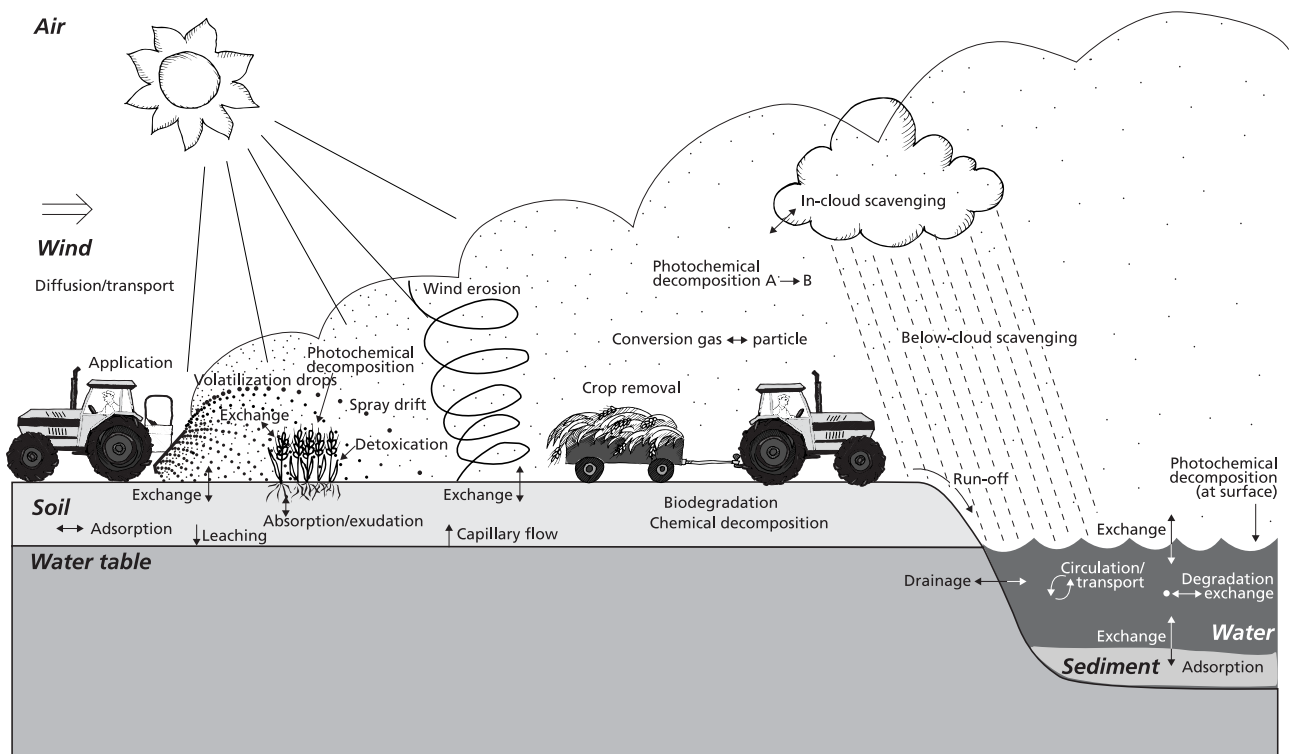 Air
Wind
Diffusion/transport
Application
Volatilization drops
Exchange
Photochemical
decomposition
Spray drift
Detoxication
Wind erosion
In-cloud scavenging
Photochemical
decomposition A → B
Conversion gas ↔ particle
Below-cloud scavenging
Crop removal
Run-off
Photochemical
decomposition
(at surface)
Exchange
Exchange
Soil
Adsorption
Absorption/exudation
Leaching
Capillary flow
Biodegradation
Chemical decomposition
Water table
Exchange
Drainage
Circulation/
transport
Degradation
exchange
Exchange
Water
Sediment
Adsorption